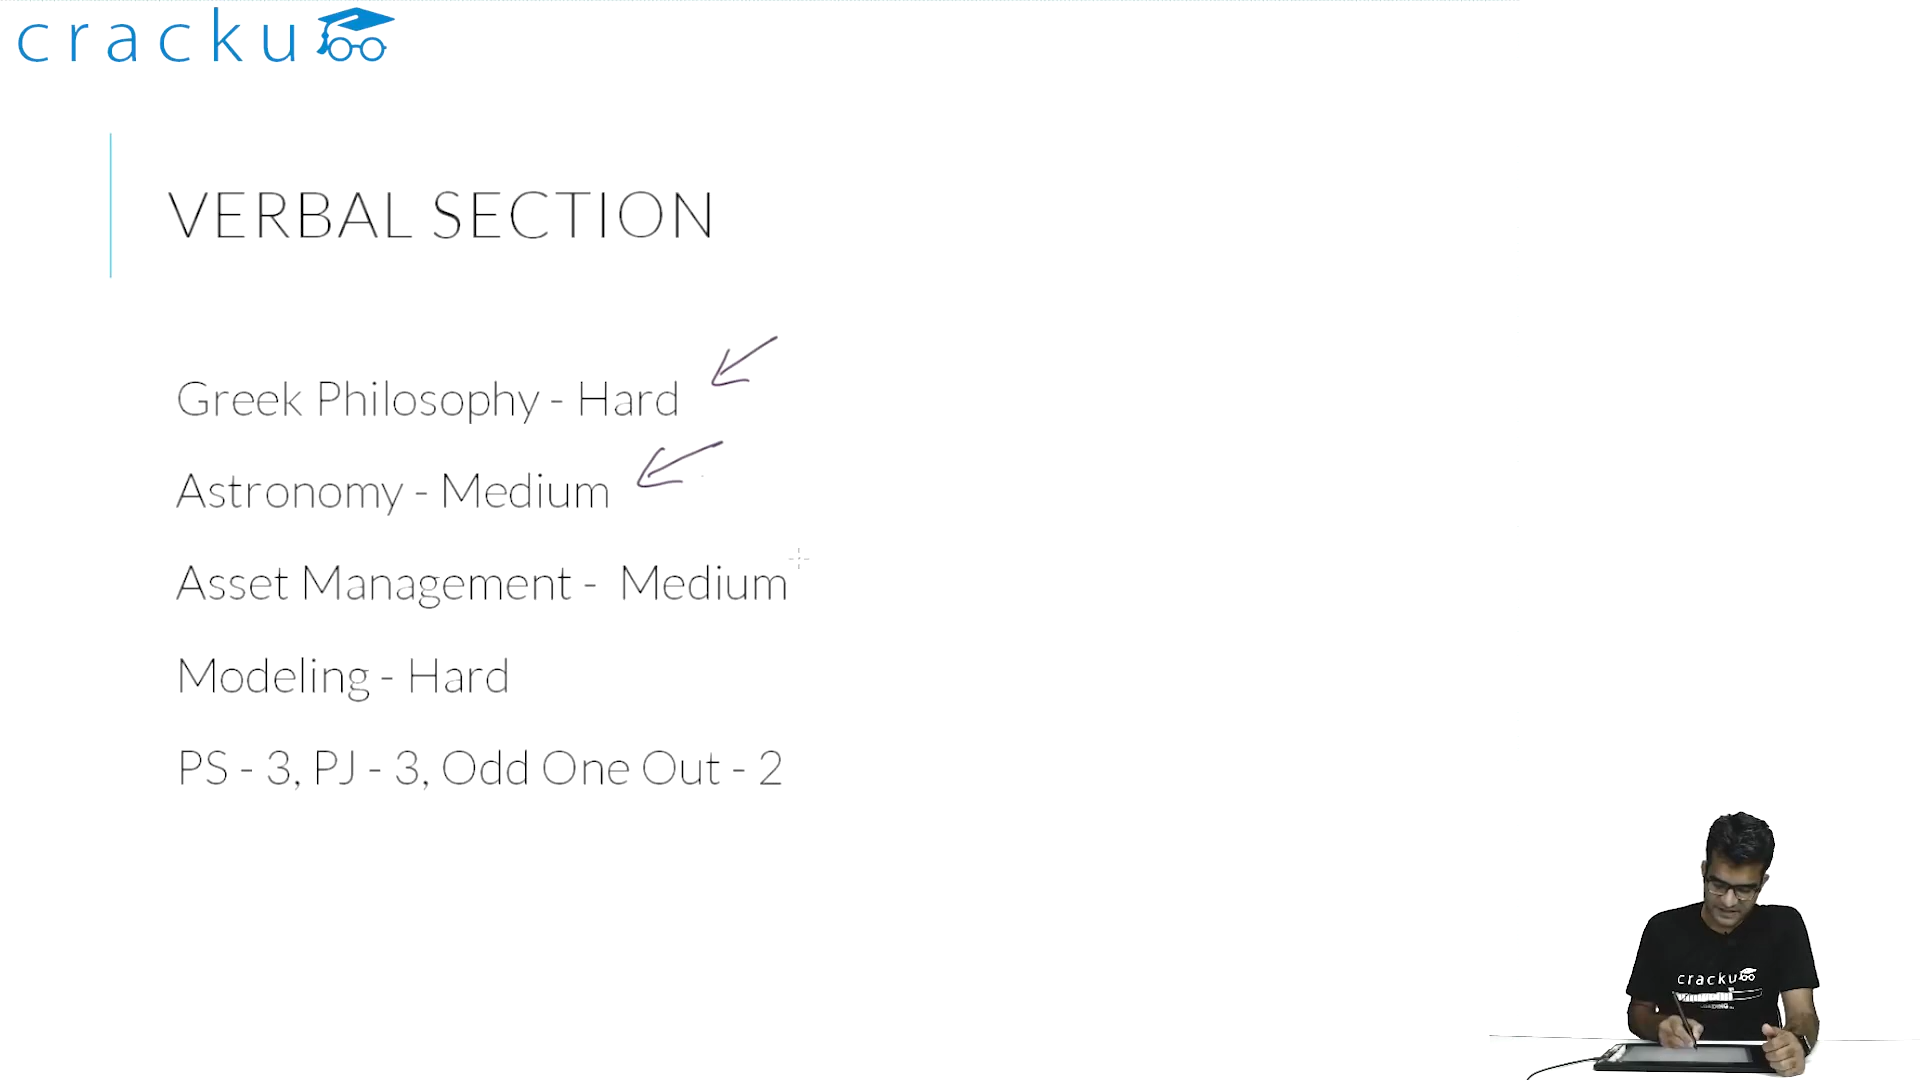 cracku
VERBAL SECTION
Greek Philosophy - Hard
Astronomy - Medium
Asset Management - Medium
Modeling - Hard
PS - 3, PJ - 3, Odd One Out - 2
cracku